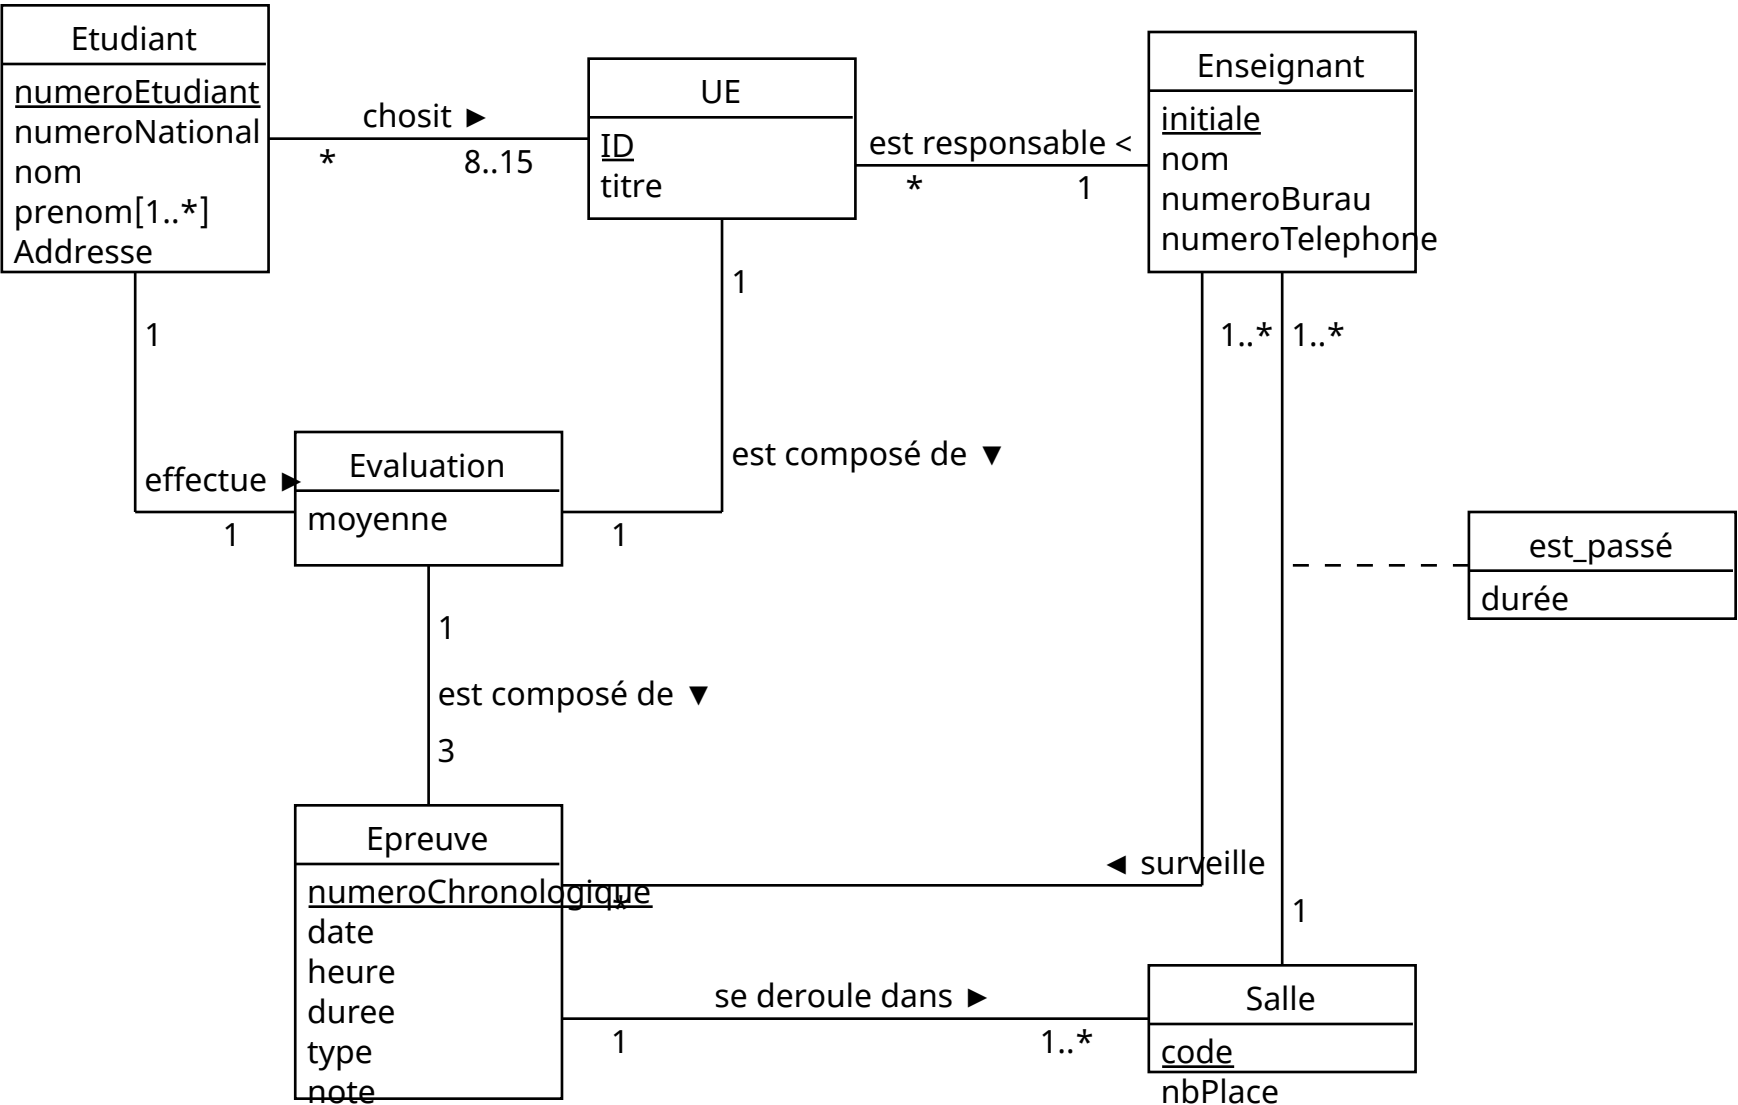 Etudiant
numeroEtudiant
numeroNational
nom
prenom[1..*]
Addresse
chosit ►
*
8..15
UE
ID
titre
est responsable <
*
1
Enseignant
initiale
nom
numeroBurau
numeroTelephone
1
effectue ►
1
Evaluation
moyenne
1
est composé de ▼
1
1..*
1..*
est_passé
durée
1
est composé de ▼
3
Epreuve
numeroChronologique
date
heure
duree
type
note
◄ surveille
*
1
se deroule dans ►
1
1..*
Salle
code
nbPlace